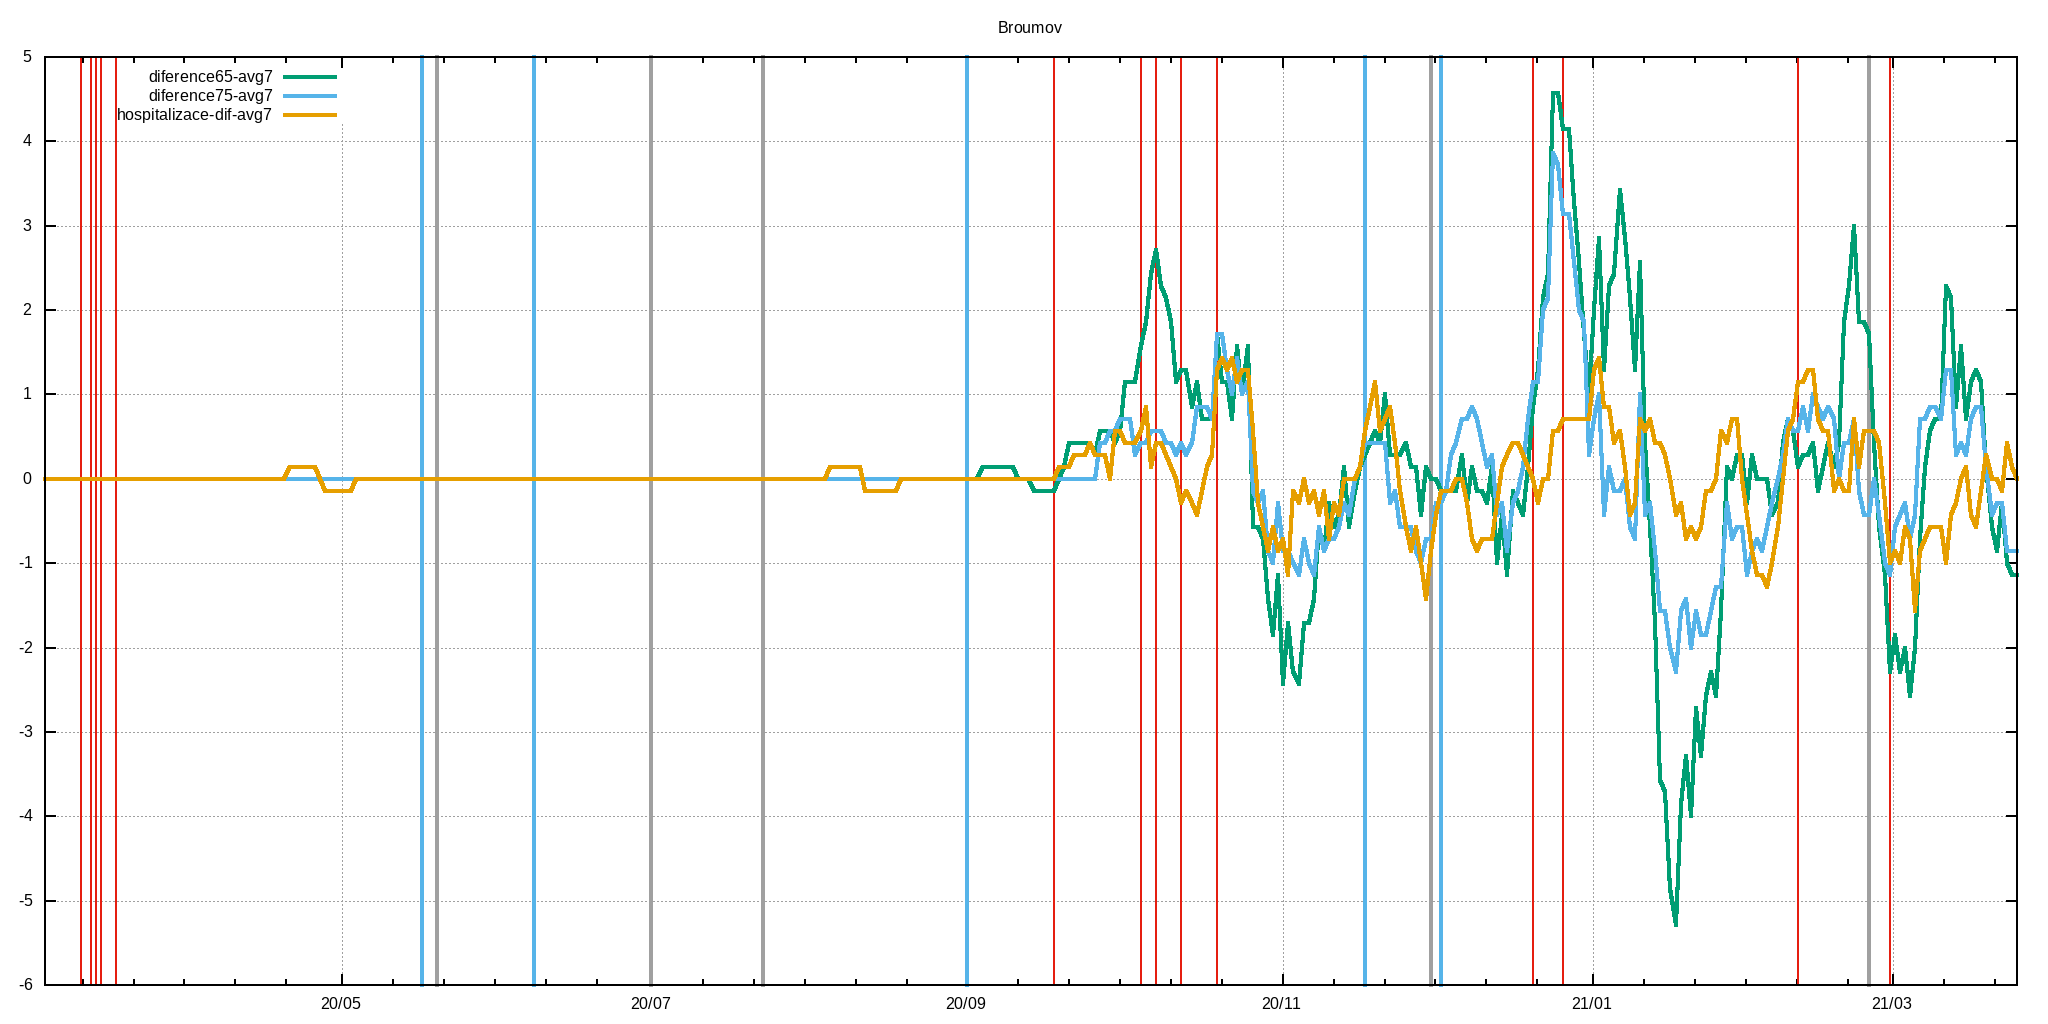 Broumov
diference65-avg7
diference75-avg7
hospitalizace-dif-avg7
5
4
3
2
1
0
-1
-2
-3
-4
-5
-6
20/05 20/07 20/09 20/11 21/01 21/03